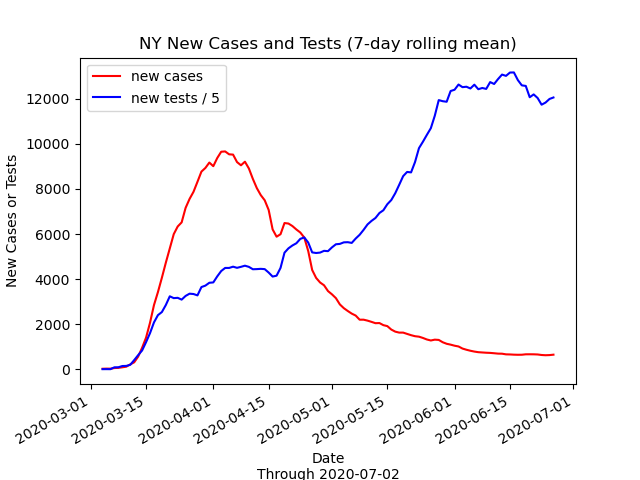 NY New Cases and Tests (7-day rolling mean)
new cases
new tests / 5
New Cases or Tests
12000
10000
8000
6000
4000
2000
0
2020-03-01
2020-03-15
2020-04-01
2020-04-15
2020-05-01
2020-05-15
2020-06-01
2020-06-15
2020-07-01
Date
Through 2020-07-02